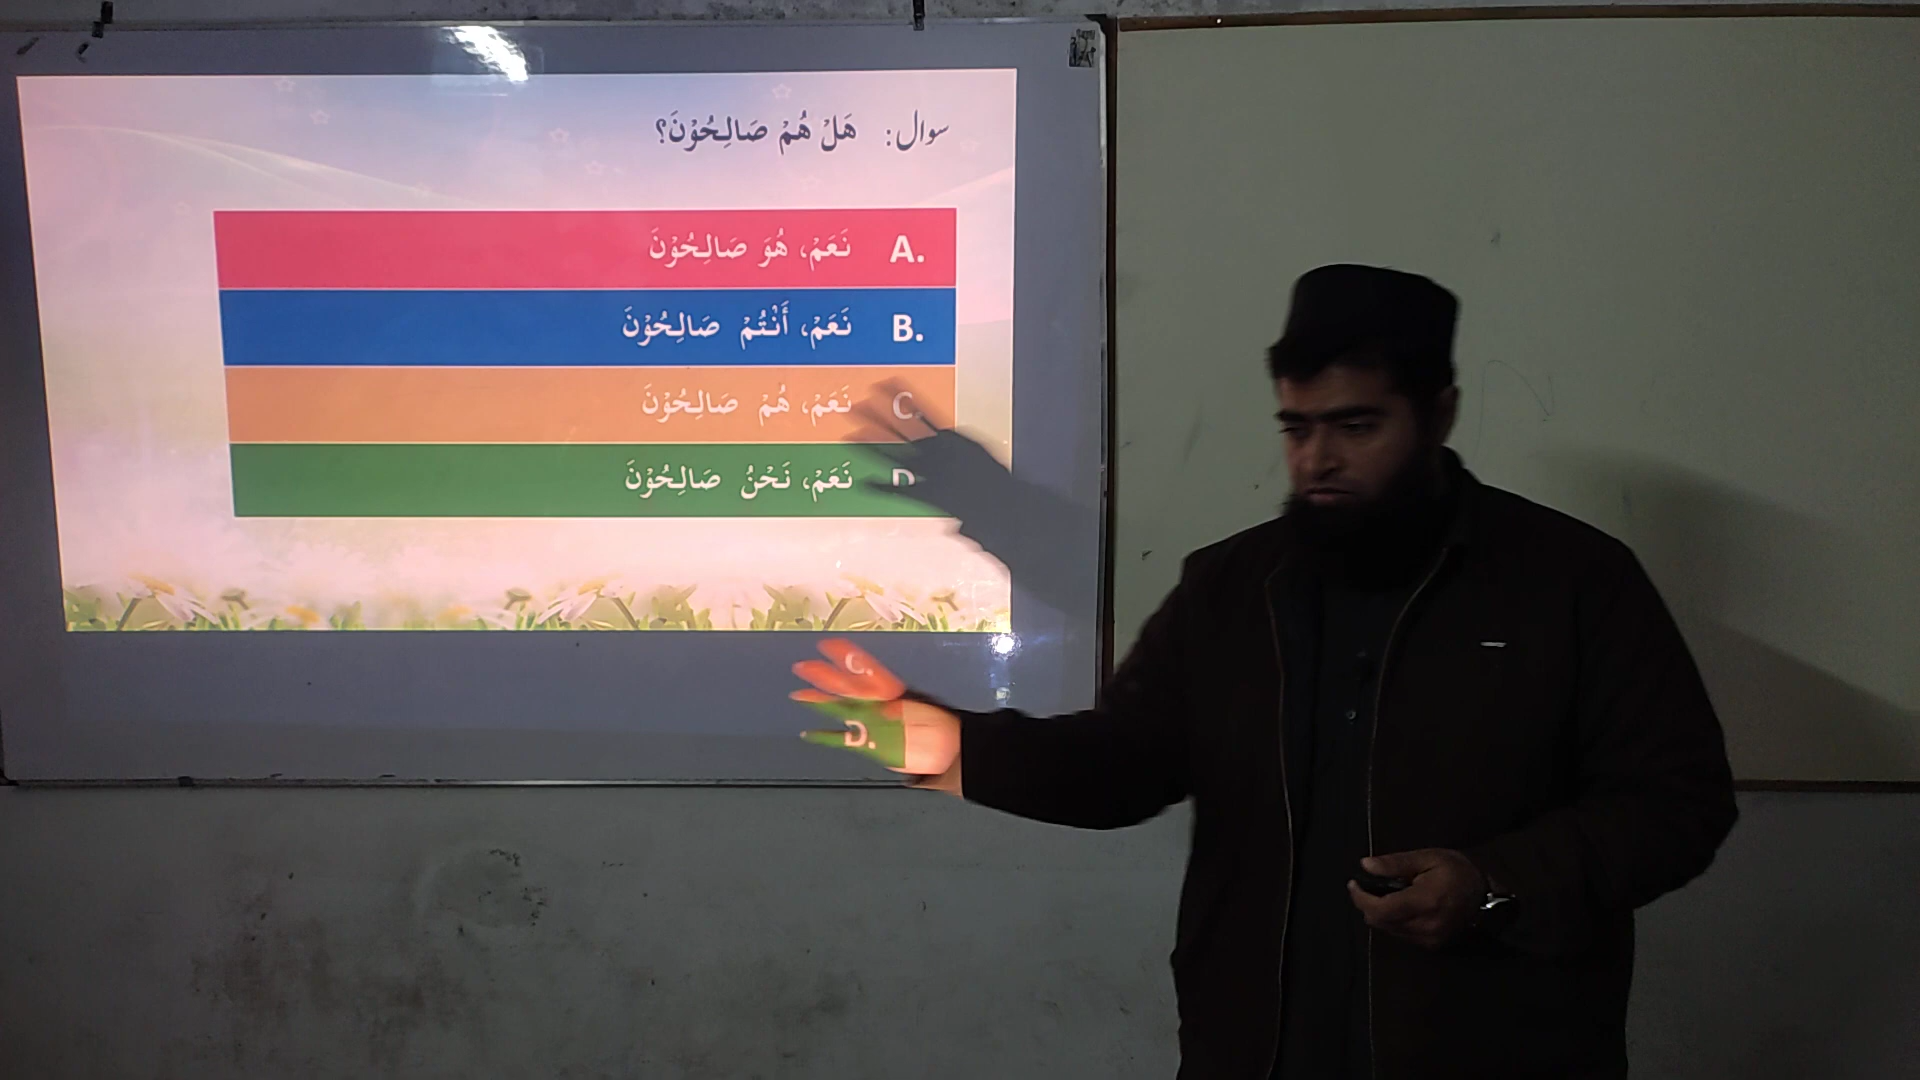 سوال: هَلْ هُمْ صَالِحُوْنَ؟
A. نَعَمْ، هُوَ صَالِحُوْنَ
B. نَعَمْ، أَنْتُمْ صَالِحُوْنَ
C. نَعَمْ، هُمْ صَالِحُوْنَ
D. نَعَمْ، نَحْنُ صَالِحُوْنَ
C.
D.